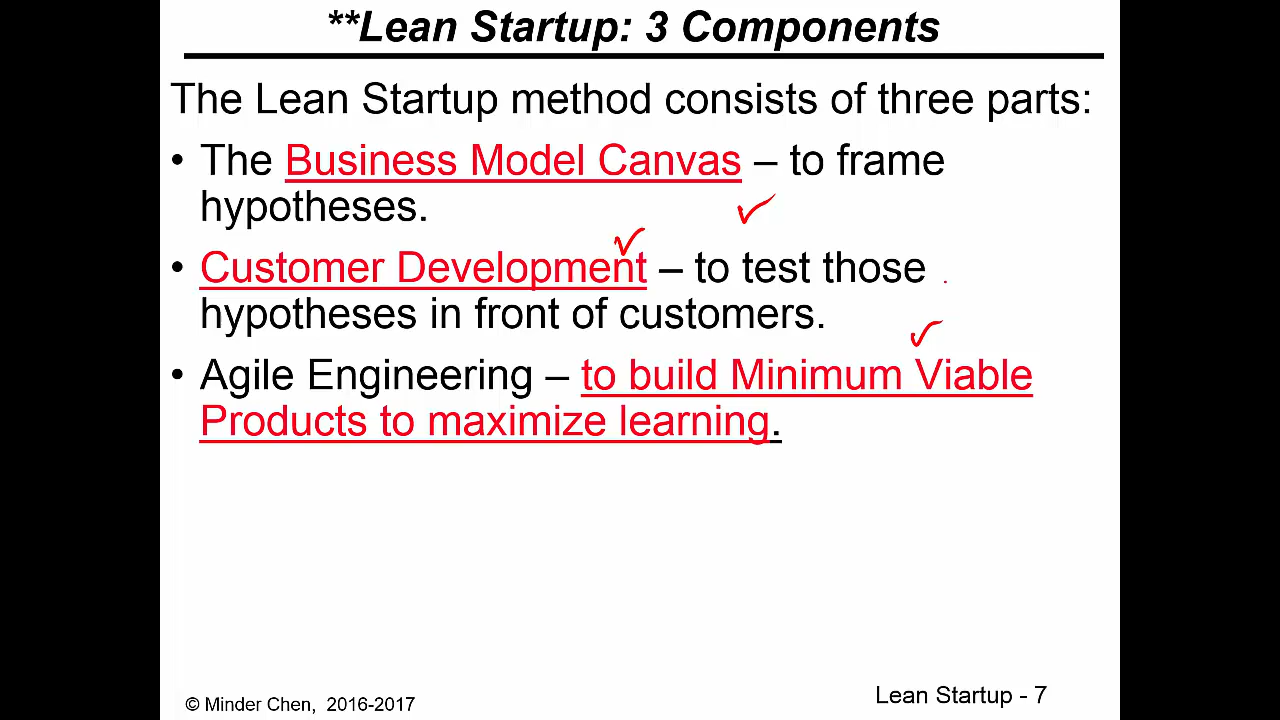 **Lean Startup: 3 Components
The Lean Startup method consists of three parts:
• The Business Model Canvas – to frame
hypotheses.
• Customer Development – to test those
hypotheses in front of customers.
• Agile Engineering – to build Minimum Viable
Products to maximize learning.
© Minder Chen, 2016-2017
Lean Startup - 7